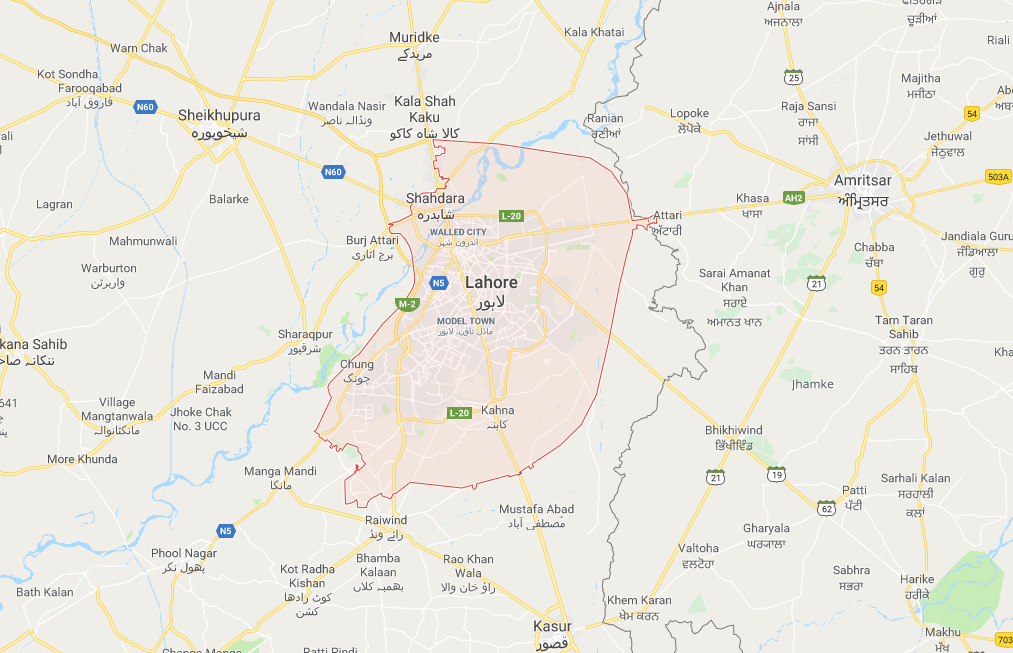 Ajnala
ਅਜਨਾਲਾ
ਚੂੜੀਆਂ
Kala Khatai
Muridke
مریدکے
Riali
Warn Chak
Kot Sondha
Farooqabad
فاروق آباد
N60
Sheikhupura
شیخوپورہ
Wandala Nasir
ونڈالہ ناصر
Kala Shah
Kaku
کالا شاہ کاکو
Ranian
ਰਣੀਆਂ
Lopoke
ਲੋਪੋਕੇ
25
Raja Sansi
ਰਾਜਾ
ਸਾਂਸੀ
Majitha
ਮਜੀਠਾ
54
Jethuwal
ਜੇਠੂਵਾਲ
N60
503A
Amritsar
ਅੰਮ੍ਰਿਤਸਰ
Khasa
ਖਾਸਾ
AH2
Lagran
Balarke
Shahdara
شاہدرہ
L-20
Attari
ਅੱਟਾਰੀ
WALLED CITY
اندرون شہر
Mahmunwali
Burj Attari
برج اٹاری
Chabba
ਚੱਬਾ
Jandiala Guru
ਜੰਡਿਆਲਾ
ਗੁਰੂ
Warburton
واربرٹن
N5
Lahore
لاہور
Sarai Amanat
Khan
ਸਰਾਏ
ਅਮਾਨਤ ਖਾਨ
21
54
M-2
MODEL TOWN
ماڈل ٹاؤن، لاہور
Tarn Taran
Sahib
ਤਰਨ ਤਾਰਨ
ਸਾਹਿਬ
kana Sahib
ننکانہ صاح
Sharaqpur
شرقپور
Kha
Chung
چونگ
Mandi
Faizabad
Jhamke
641
Village
Mangtanwala
مانگٹانوالہ
Jhoke Chak
No. 3 UCC
L-20
Kahna
کاہنہ
Bhikhiwind
ਭਿੱਖੀਵਿੰਡ
More Khunda
Manga Mandi
مانگا
21
19
Sarhali Kalan
ਸਰਹਾਲੀ
ਕਲਾਂ
Patti
ਪੱਟੀ
62
Mustafa Abad
مصطفی آباد
N5
Raiwind
رائے ونڈ
Gharyala
ਘਰਯਾਲਾ
Phool Nagar
پھول نگر
Bhamba
Kalaan
بھمبہ کلاں
Rao Khan
Wala
راؤ خان والا
Valtoha
ਵਲਟੋਹਾ
Kot Radha
Kishan
کوٹ رادھا
کشن
Sabhra
ਸਭਰਾ
Harike
ਹਰੀਕੇ
Bath Kalan
Khem Karan
ਖੇਮ ਕਰਨ
Kasur
قصور
Makhu
ਮੱਖੂ
703
Ratti Pindi